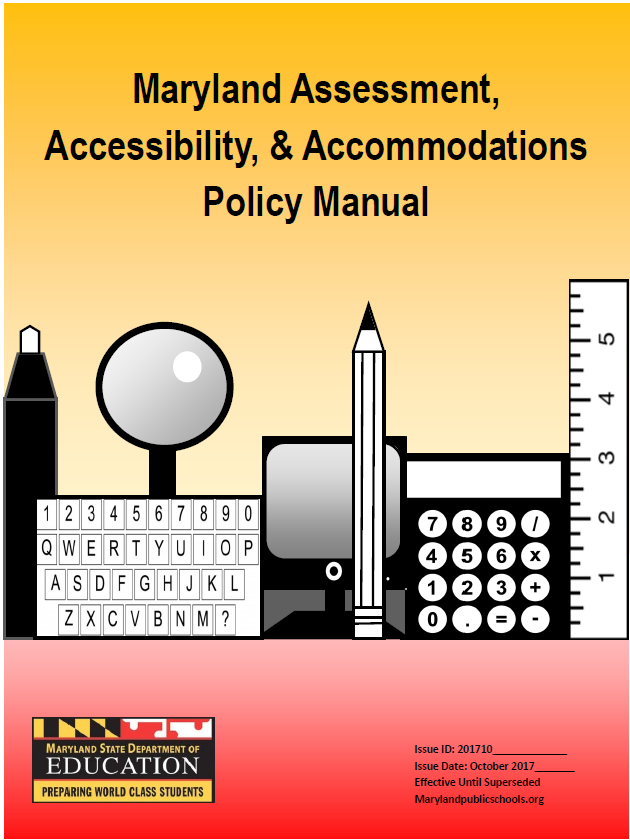 Maryland Assessment,
Accessibility, & Accommodations
Policy Manual
5
4
3
2
1
1 2 3 4 5 6 7 8 9 0
Q W E R T Y U I O P
A S D F G H J K L
Z X C V B N M ?
7 8 9 /
4 5 6 x
1 2 3 +
0 . = -
MARYLAND STATE DEPARTMENT OF
EDUCATION
PREPARING WORLD CLASS STUDENTS
Issue ID: 201710____________
Issue Date: October 2017_______
Effective Until Superseded
Marylandpublicschools.org